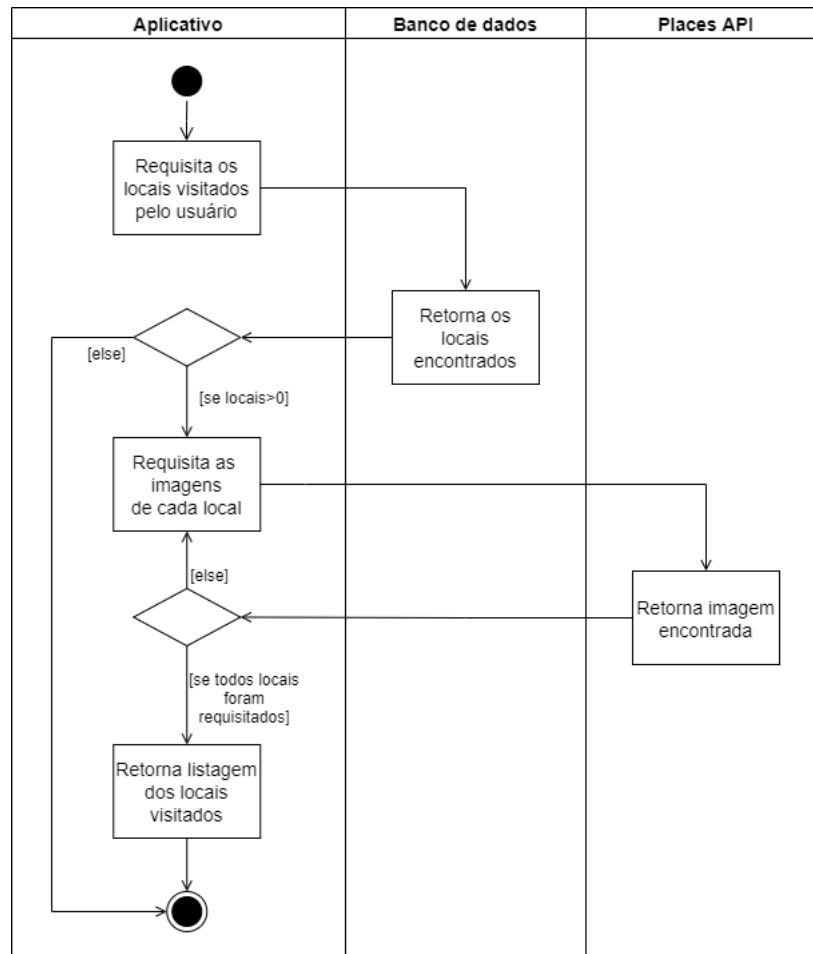 Aplicativo
Banco de dados
Places API
Requisita os
locais visitados
pelo usuário
Retorna os
locais
encontrados
[else]
[se locais>0]
Requisita as
imagens
de cada local
[else]
Retorna imagem
encontrada
[se todos locais
foram
requisitados]
Retorna listagem
dos locais
visitados